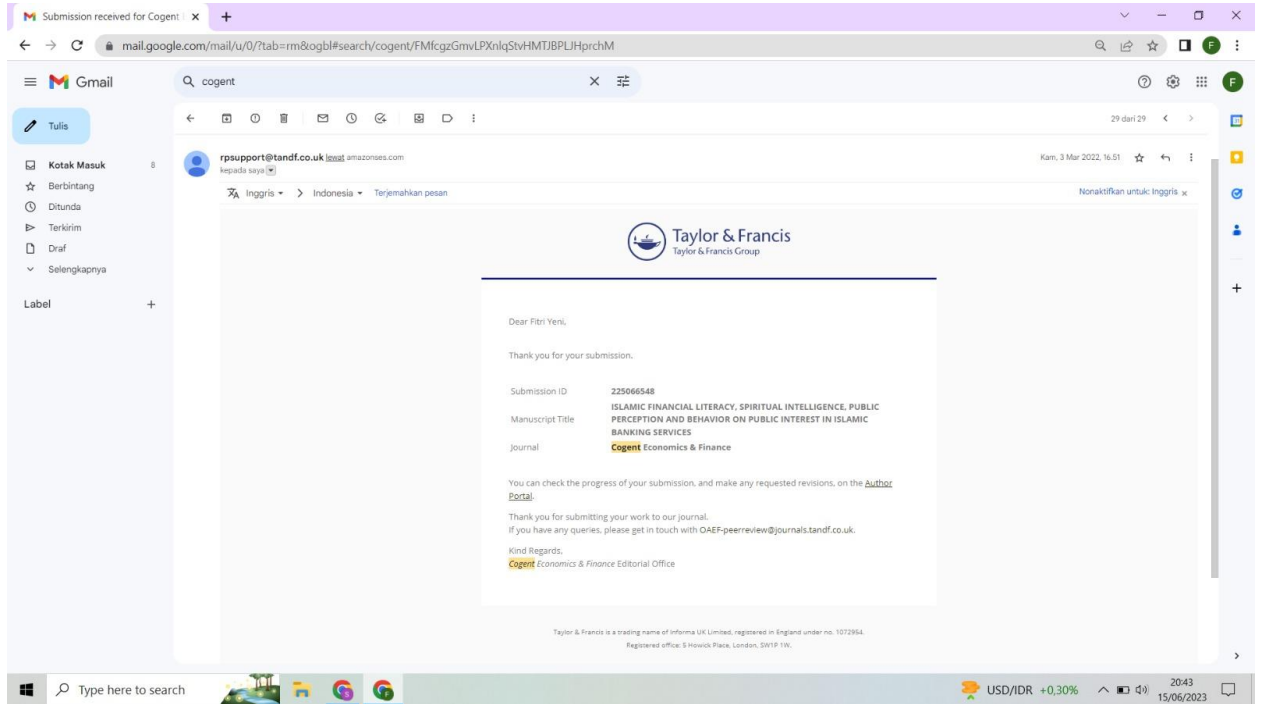 Submission received for Cogent
mail.google.com/mail/u/0/?tab=rm&ogbl#search/cogent/FMfcgzGmvLPXnlqStvHMTJBPLJHprchM
F
Gmail
cogent
F
Tulis
29 dari 29
Kotak Masuk 8
Berbintang
Ditunda
Terkirim
Draf
Selengkapnya
Label
rpsupport@tandf.co.uk lewat amazonses.com
kepada saya
Kam, 3 Mar 2022, 16.51
Inggris > Indonesia Terjemahkan pesan
Nonaktifkan untuk: Inggris x
Taylor & Francis
Taylor & Francis Group
Dear Fitri Yeni,
Thank you for your submission.
Submission ID 225066548
Manuscript Title ISLAMIC FINANCIAL LITERACY, SPIRITUAL INTELLIGENCE, PUBLIC
PERCEPTION AND BEHAVIOR ON PUBLIC INTEREST IN ISLAMIC
BANKING SERVICES
Journal Cogent Economics & Finance
You can check the progress of your submission, and make any requested revisions, on the Author
Portal.
Thank you for submitting your work to our journal.
If you have any queries, please get in touch with OAEF-peerreview@journals.tandf.co.uk.
Kind Regards,
Cogent Economics & Finance Editorial Office
Taylor & Francis is a trading name of Informa UK Limited, registered in England under no. 1072954.
Registered office: 5 Howick Place, London, SW1P 1W.
Type here to search
USD/IDR +0,30%
20:43
15/06/2023